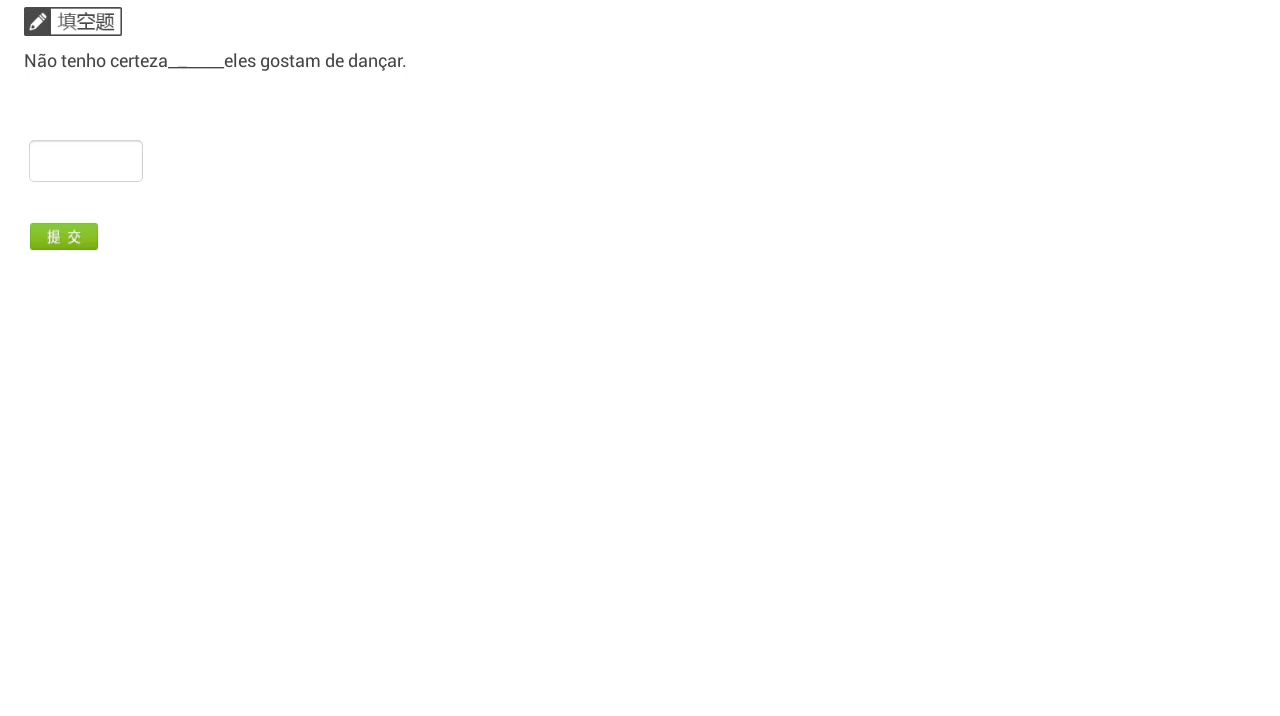 填空题
Não tenho certeza______eles gostam de dançar.
提 交